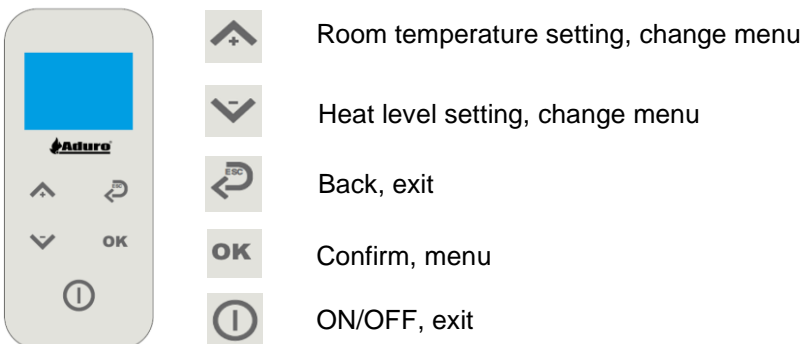 + Room temperature setting, change menu
- Heat level setting, change menu
Aduro
ESC Back, exit
+ ESC
- OK
OK Confirm, menu
ON/OFF, exit